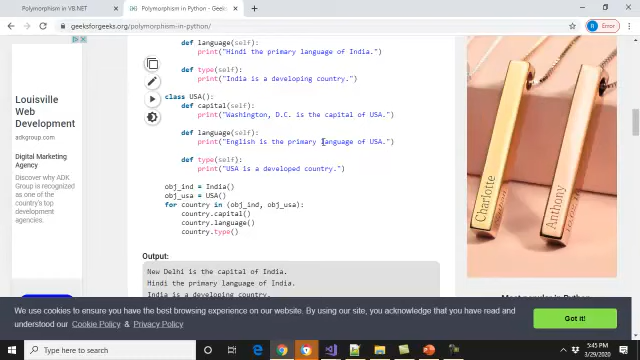 Polymorphism in VB.NET
Polymorphism in Python - Geeks
geeksforgeeks.org/polymorphism-in-python/
Error
def language(self):
print("Hindi the primary language of India.")
def type(self):
print("India is a developing country.")
class USA():
def capital(self):
print("Washington, D.C. is the capital of USA.")
def language(self):
print("English is the primary language of USA.")
def type(self):
print("USA is a developed country.")
obj_ind = India()
obj_usa = USA()
for country in (obj_ind, obj_usa):
country.capital()
country.language()
country.type()
Output:
New Delhi is the capital of India.
Hindi the primary language of India.
India is a developing country.
Louisville
Web
Development
adkgroup.com
Digital Marketing
Agency
Discover why ADK
Group is
recognized as one
of the country's
top development
agencies.
Charlotte
Anthony
We use cookies to ensure you have the best browsing experience on our website. By using our site, you acknowledge that you have read and
understood our Cookie Policy & Privacy Policy
Got It!
Type here to search
5:45 PM
3/29/2020